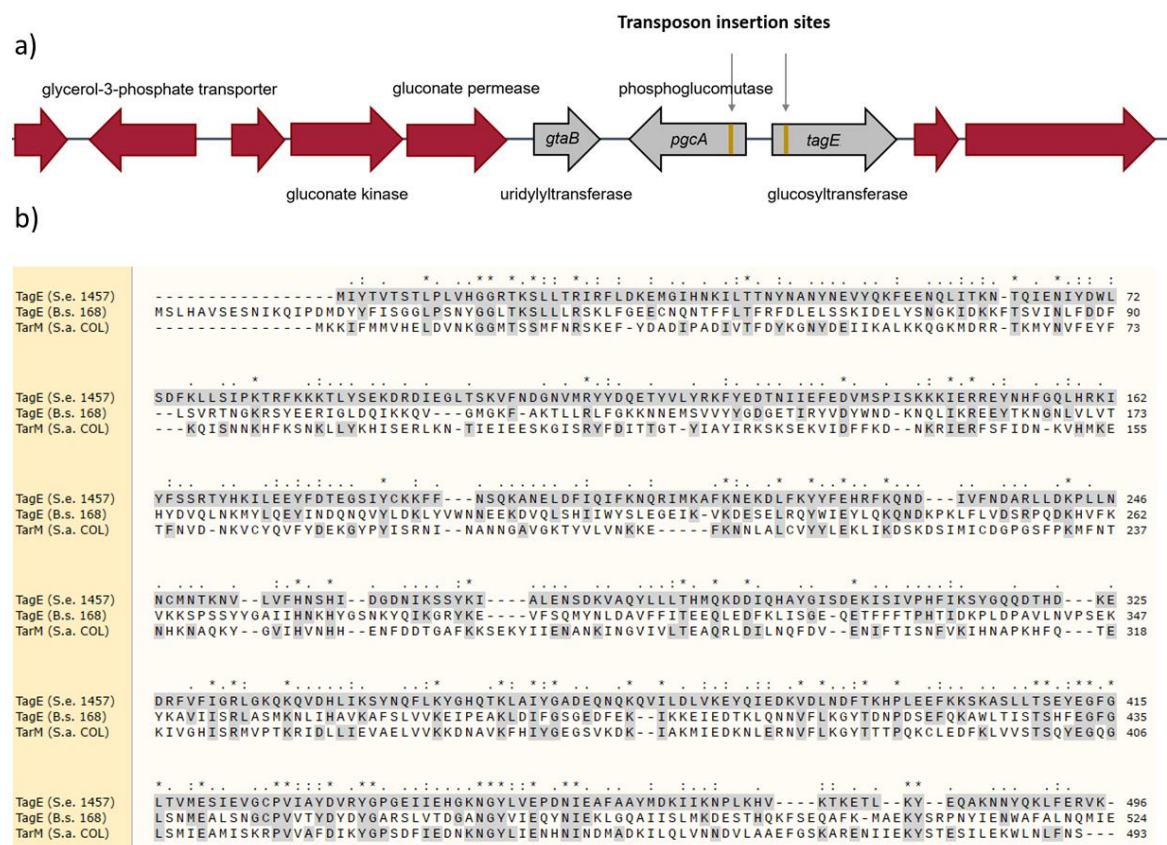 Transposon insertion sites
a)
glycerol-3-phosphate transporter
gluconate permease
phosphoglucomutase
gtaB
pgcA
tagE
gluconate kinase
uridylyltransferase
glucosyltransferase
b)
TagE (S.e. 1457) ----------------MIYTVTSTLPLVHGGRTKSLLTRIRFLDKEMGIHNKILTTNYNANYNEVYQKFEENQLITKN-TQIENIYDWL 72
TagE (B.s. 168) MSLHAVSESNIKQIPDMDYYFISGGLPSNYGGLTKSLLLRSKLFGEECNQNTFFLTFRFDLELSSKIDELYSNGKIDKKFTSVINLFDDF 90
TarM (S.a. COL) --------------MKKIFMMVHELDVNKGGMTSSMFNRSKEFYDADIPADIVTFDYKGNYDEIIKALKKQGKMDRR-TKMYNVFEYF 73
TagE (S.e. 1457) SDFKLLSIPKTRFKKKTLYSEKDRDIEGLTSKVFNDGNVMRYYDQETYVLYRKFYEDTNIIEFEDVMSPISKKKIERREYNHFGQLHRKI 162
TagE (B.s. 168) --LSVRTNGKRSYEERIGLDQIKKQV---GMGKF-AKTLLRLFGKKNNEMSVVYYGDGETIRYVDYWND-KNQLIKREEYTKNGNLVLVT 173
TarM (S.a. COL) ---KQISNNKHFKSNKLLYKHISERLKN-TIEIEESKGISRYFDITTGT-YIAYIRKSKSEKVIDFFKD--NKRIERFSFIDN-KVHMKE 155
TagE (S.e. 1457) YFSSRTYHKILEEYFDTEGSIYCKKFF---NSQKANELDFIQIFKNQRIMKAFKNEKDLFKYYFEHRFKQND---IVFNDARLLDKPLLN 246
TagE (B.s. 168) HYDVQLNKMYLQEYINDQNQVYLDKLYVWNNEEKDVQLSHIIWYSLEGEIK-VKDESELRQYWIEYLQKQNDKPKLFLVDSRPQDKHVFK 262
TarM (S.a. COL) TFNVD-NKVCYQVFYDEKGYPYISRNI--NANNGAVGKTYVLVNKKE----FKNNLALCVYYLEKLIKDSKDSIMICDGPGSFPKMFNT 237
TagE (S.e. 1457) NCMNTKNV--LVFHNSHI--DGDNIKSSYKI----ALENSDKVAQYLLLTHMQKDDIQHAYGISDEKISIVPHFIKSYGQQDTHD---KE 325
TagE (B.s. 168) VKKSPSSYYGAIIHNKHYGSNKYQIKGRYKE----VFSQMYNLDAVFFITEEQLEDFKLISGE-QETFFFTPHTIDKPLDPAVLNVPSEK 347
TarM (S.a. COL) NHKNAQKY--GVIHVNHH--ENFDDTGAFKKSEKYIIENANKINGVIVLTEAQRLDILNQFDV--ENIFTISNFVKIHNAPKHFQ---TE 318
TagE (S.e. 1457) DRFVFIGRLGKQKQVDHLIKSYNQFLKYGHQTKLAIYGADEQNQKQVILDLVKEYQIEDKVDLNDFTKHPLEEFKKSKASLLTSEYEGFG 415
TagE (B.s. 168) YKAVIISRLASMKNLIHAVKAFSLVVKEIPEAKLDIFGSGEDFEK--IKKEIEDTKLQNNVFLKGYTDNPDSEFQKAWLTISTSHFEGFG 435
TarM (S.a. COL) KIVGHISRMVPTKRIDLLIEVAELVVKKDNAVKFHIYGEGSVKDK--IAKMIEDKNLERNVFLKGYTTTPQKCLEDFKLVVSTSQYEGQG 406
TagE (S.e. 1457) LTVMESIEVGCPVIAYDVRYGPGEIIEHGKNGYLVEPDNIEAFAAYMDKIIKNPLKHV----KTKETL--KY--EQAKNNYQKLFERVK- 496
TagE (B.s. 168) LSNMEALSNGCPVVTYDYDYGARSLVTDGANGYVIEQYNIEKLGQAIISLMKDESTHQKFSEQAFK-MAEKYSRPNYIENWAFALNQMIE 524
TarM (S.a. COL) LSMIEAMISKRPVVAFDIKYGPSDFIEDNKNGYLIENHNINDMADKILQLVNNDVLAAEFGSKARENIIEKYSTESILEKWLNLFNS--- 493